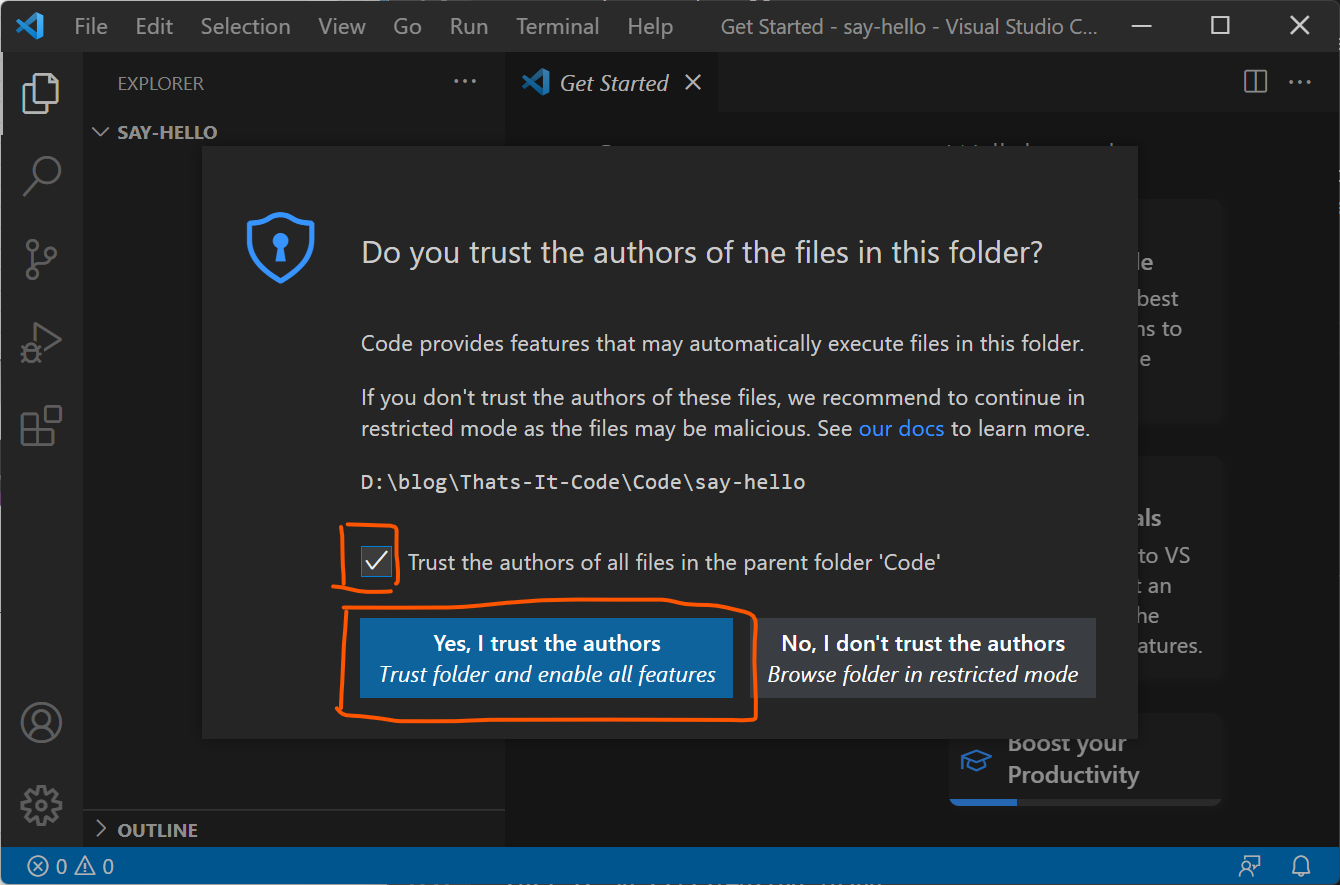 File Edit Selection View Go Run Terminal Help Get Started - say-hello - Visual Studio C...
EXPLORER
Get Started
SAY-HELLO
Do you trust the authors of the files in this folder?
Code provides features that may automatically execute files in this folder.
If you don't trust the authors of these files, we recommend to continue in
restricted mode as the files may be malicious. See our docs to learn more.
D:\blog\Thats-It-Code\Code\say-hello
Trust the authors of all files in the parent folder 'Code'
Yes, I trust the authors
Trust folder and enable all features
No, I don't trust the authors
Browse folder in restricted mode
best
to
to VS
an
Boost your
Productivity
OUTLINE
0 0